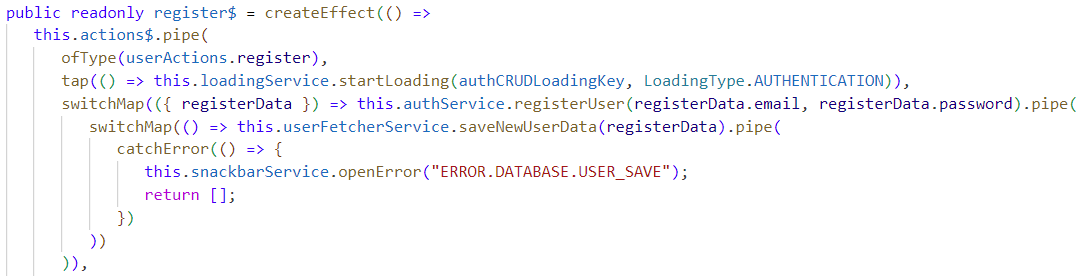 public readonly register$ = createEffect(() =>
this.actions$.pipe(
ofType(userActions.register),
tap(() => this.loadingService.startLoading(authCRUDLoadingKey, LoadingType.AUTHENTICATION)),
switchMap(({ registerData }) => this.authService.registerUser(registerData.email, registerData.password).pipe(
switchMap(() => this.userFetcherService.saveNewUserData(registerData).pipe(
catchError(() => {
this.snackbarService.openError("ERROR.DATABASE.USER_SAVE");
return [];
})
))
)),